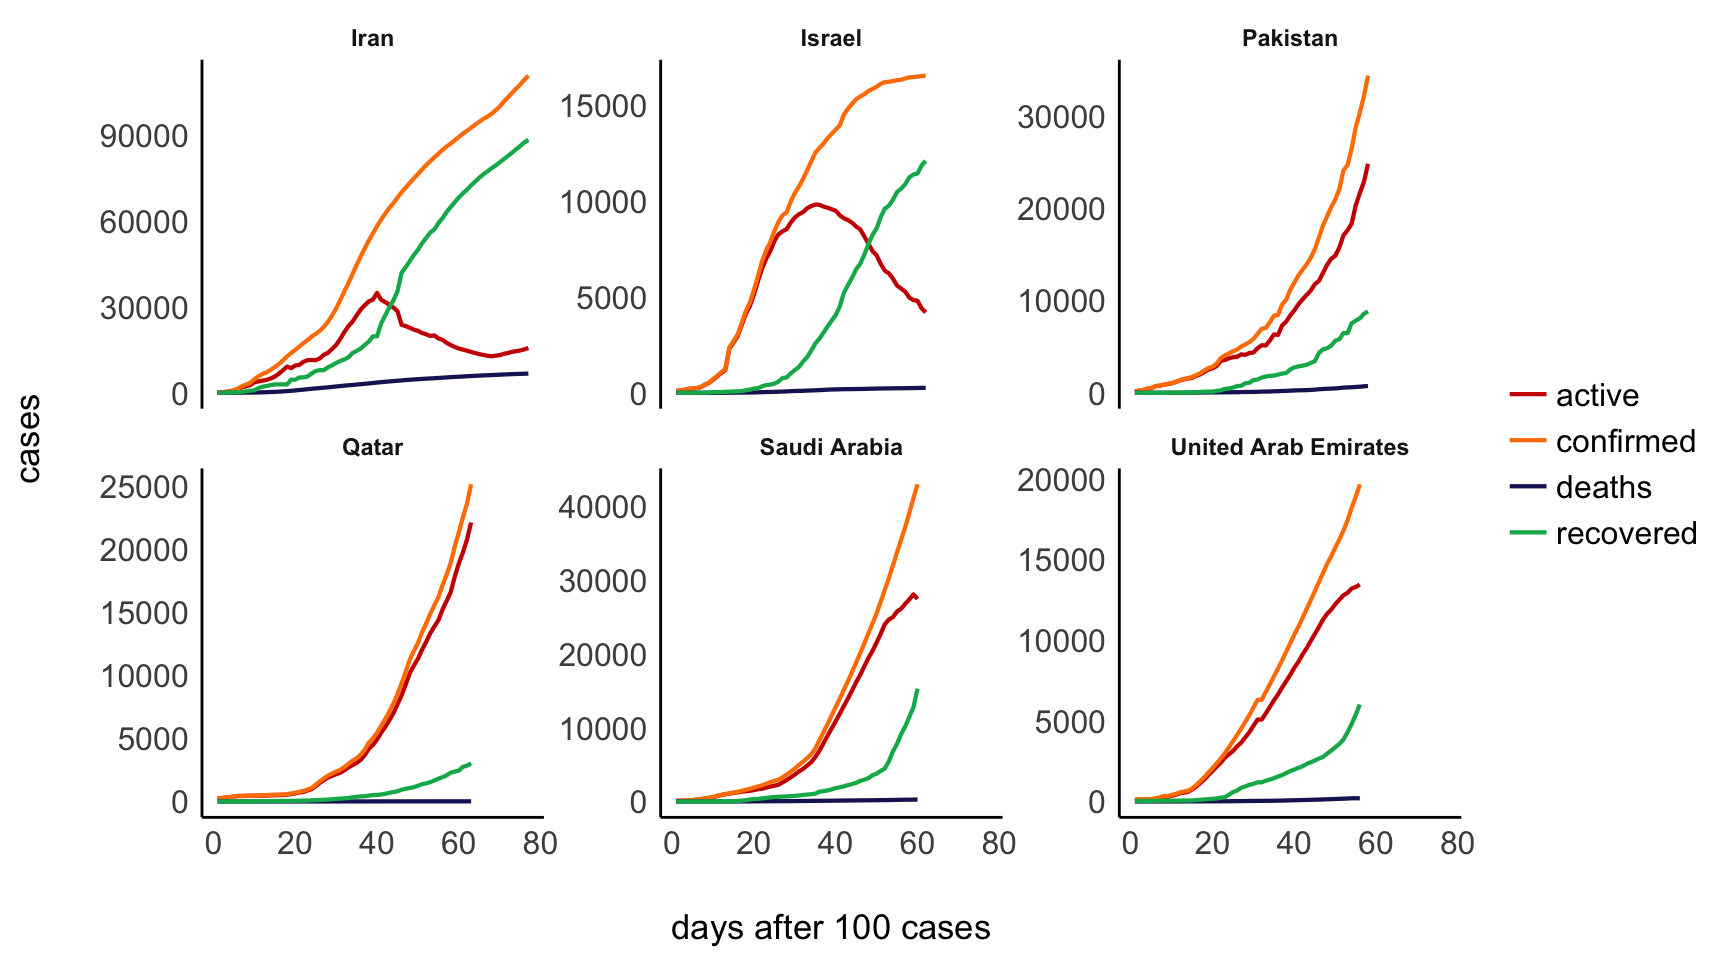 Iran
Israel
Pakistan
90000
60000
30000
0
15000
10000
5000
0
30000
20000
10000
0
Qatar
Saudi Arabia
United Arab Emirates
25000
20000
15000
10000
5000
0
40000
30000
20000
10000
0
20000
15000
10000
5000
0
0 20 40 60 80
0 20 40 60 80
0 20 40 60 80
cases
days after 100 cases
active
confirmed
deaths
recovered